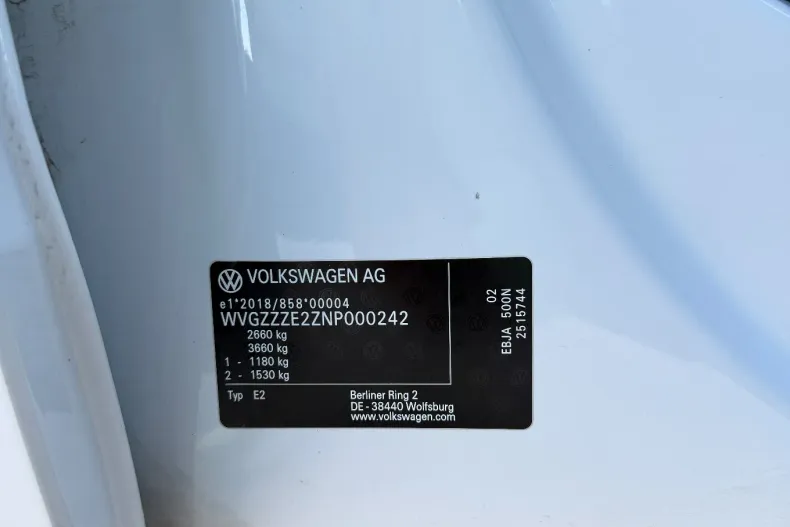 VOLKSWAGEN AG
e1*2018/858*00004
WVGZZZE2ZNP000242
2660 kg
3660 kg
1 - 1180 kg
2 - 1530 kg
Typ E2
Berliner Ring 2
DE - 38440 Wolfsburg
www.volkswagen.com
02
EBJA 500N
2515744